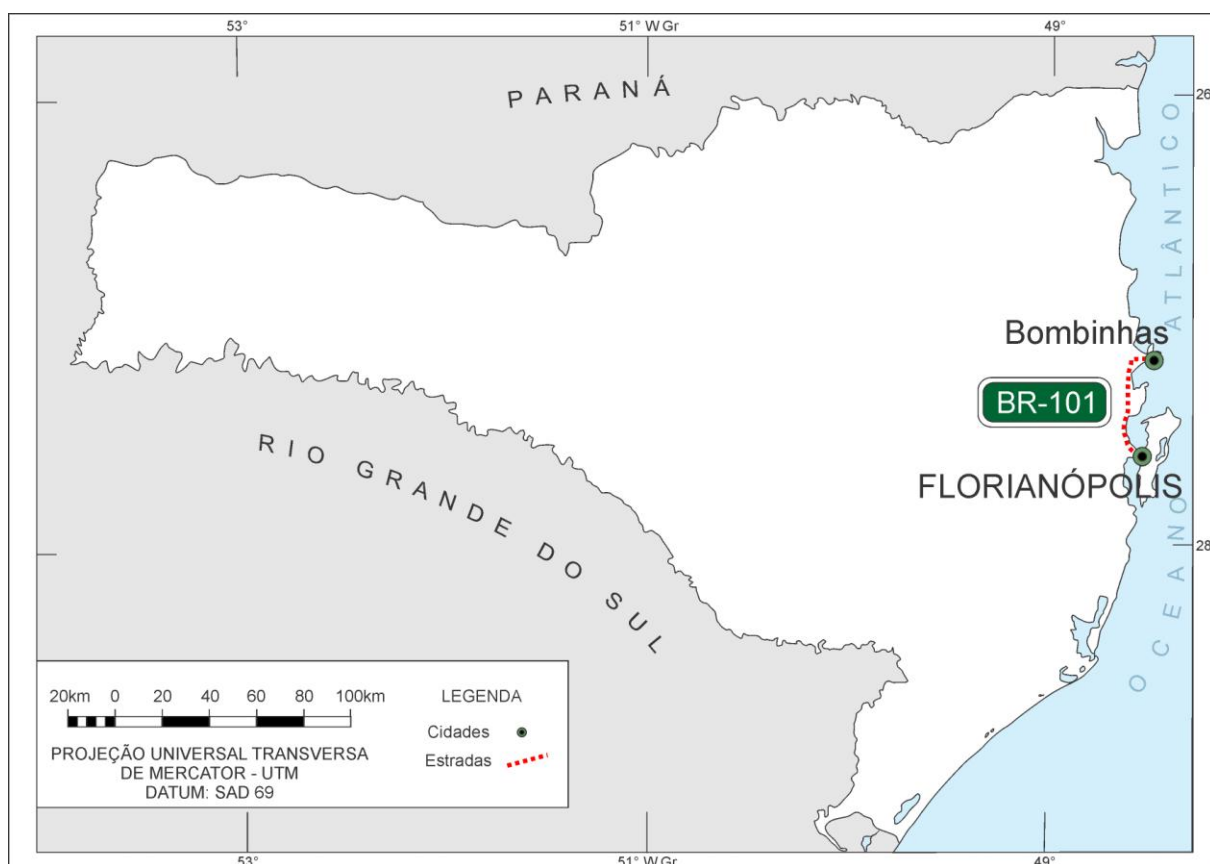 53°
51° W Gr
49°
PARANÁ
26
OCEANO ATLÂNTICO
Bombinhas
BR-101
FLORIANÓPOLIS
RIO GRANDE DO SUL
28
20km 0 20 40 60 80 100km
PROJEÇÃO UNIVERSAL TRANSVERSA
DE MERCATOR - UTM
DATUM: SAD 69
LEGENDA
Cidades
Estradas
53°
51° W Gr
49°